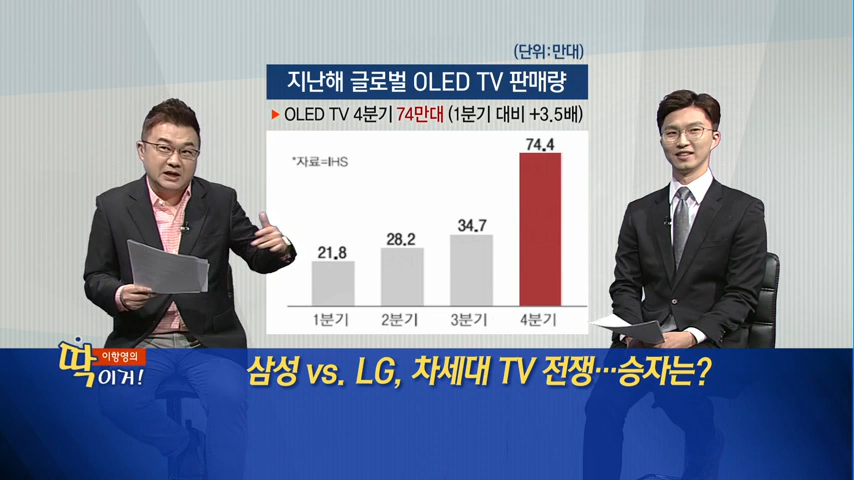 (단위:만대)
지난해 글로벌 OLED TV 판매량
▶OLED TV 4분기 74만대 (1분기 대비 +3.5배)
*자료=IHS
74.4
34.7
28.2
21.8
1분기 2분기 3분기 4분기
이항영의
딱
이거!
삼성 vs. LG, 차세대 TV 전쟁…승자는?